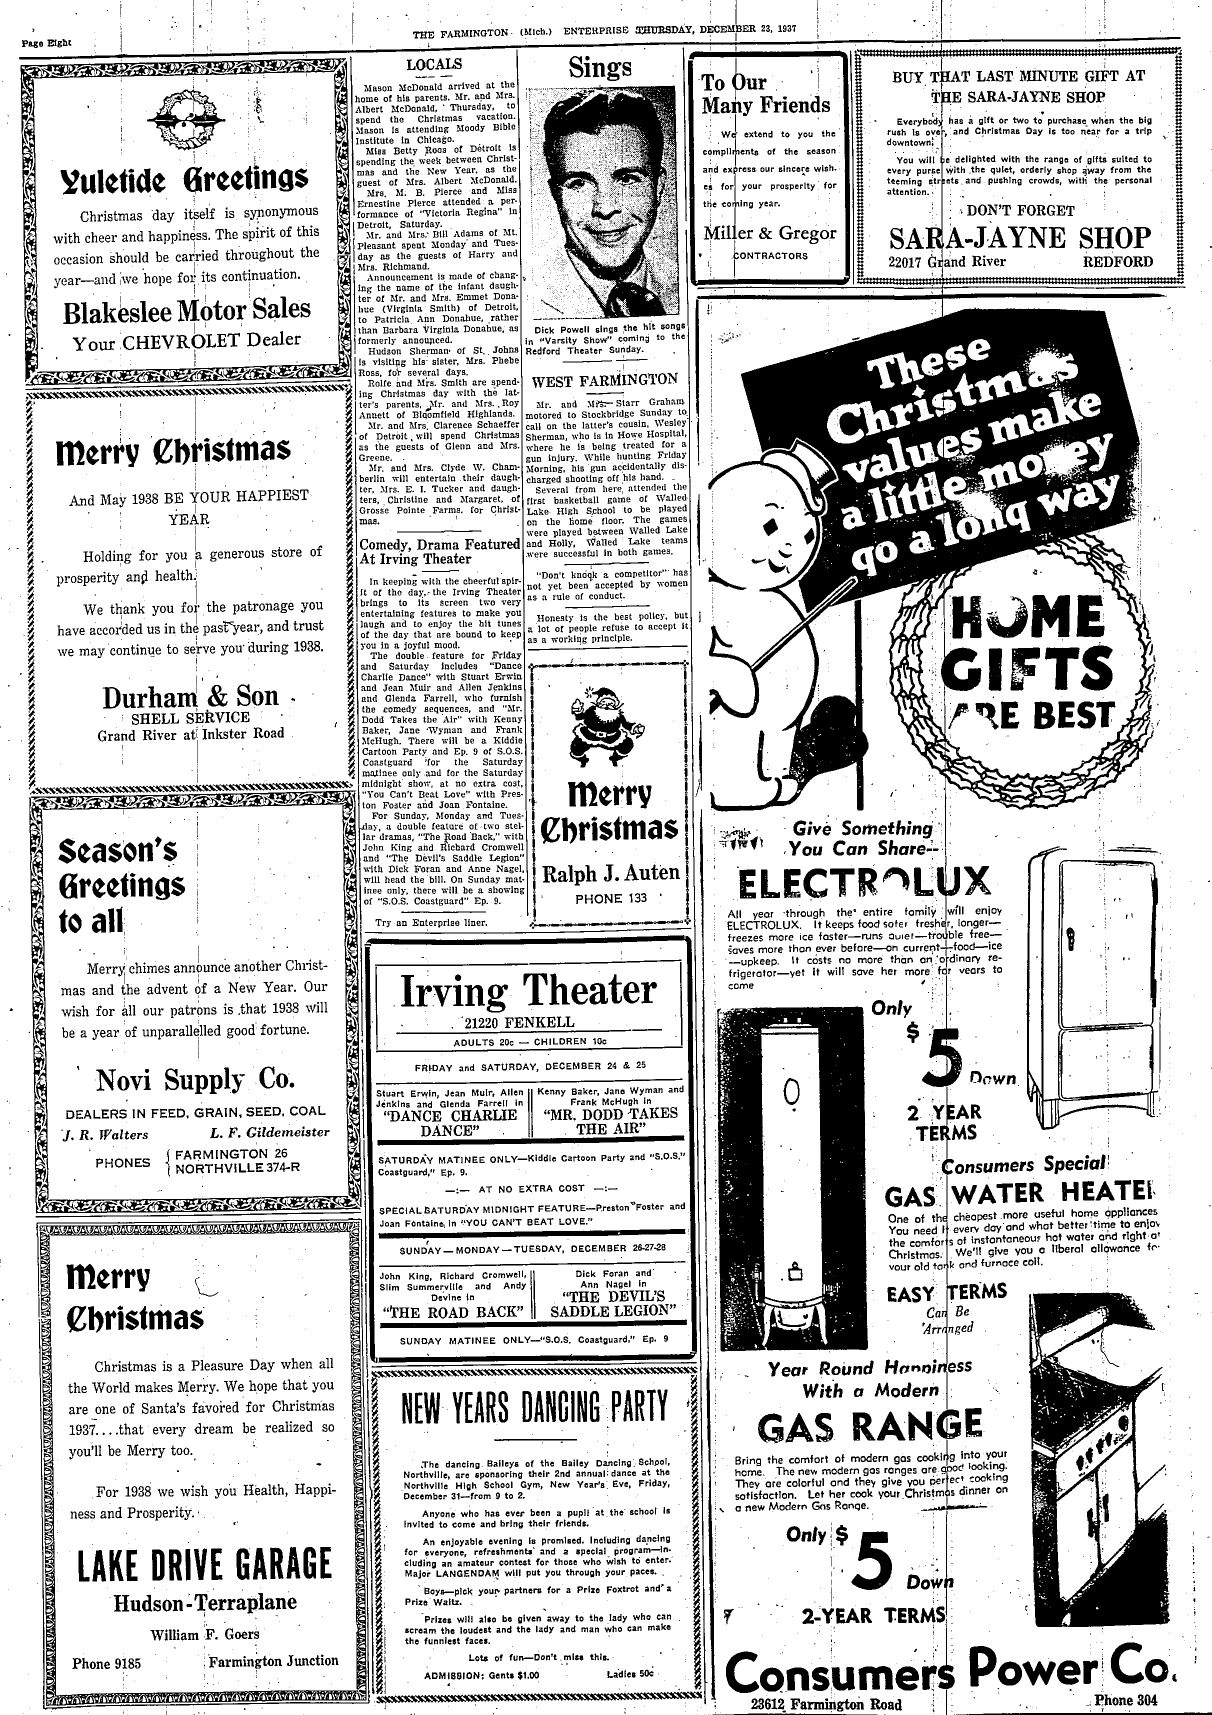 Page Eight
THE FARMINGTON (Mich.) ENTERPRISE THURSDAY, DECEMBER 23, 1937
Yuletide Greetings
Christmas day itself is synonymous
with cheer and happiness. The spirit of this
occasion should be carried throughout the
year—and we hope for its continuation.
Blakeslee Motor Sales
Your CHEVROLET Dealer
Merry Christmas
And May 1938 BE YOUR HAPPIEST
YEAR
Holding for you a generous store of
prosperity and health.
We thank you for the patronage you
have accorded us in the past year, and trust
we may continue to serve you during 1938.
Durham & Son
SHELL SERVICE
Grand River at Inkster Road
Season's
Greetings
to all
Merry chimes announce another Christ-
mas and the advent of a New Year. Our
wish for all our patrons is that 1938 will
be a year of unparallelled good fortune.
Novi Supply Co.
DEALERS IN FEED, GRAIN, SEED, COAL
J. R. Walters L. F. Gildemeister
PHONES { FARMINGTON 26
NORTHVILLE 374-R
Merry
Christmas
Christmas is a Pleasure Day when all
the World makes Merry. We hope that you
are one of Santa's favored for Christmas
1937....that every dream be realized so
you'll be Merry too.
For 1938 we wish you Health, Happi-
ness and Prosperity.
LAKE DRIVE GARAGE
Hudson-Terraplane
William F. Goers
Phone 9185 Farmington Junction
LOCALS
Mason McDonald arrived at the
home of his parents, Mr. and Mrs.
Albert McDonald, Thursday, to
spend the Christmas vacation.
Mason is attending Moody Bible
Institute in Chicago.
Miss Betty Roos of Detroit is
spending the week between Christ-
mas and the New Year, as the
guest of Mrs. Albert McDonald.
Mrs. M. B. Pierce and Miss
Ernestine Pierce attended a per-
formance of "Victoria Regina" in
Detroit, Saturday.
Mr. and Mrs. Bill Adams of Mt.
Pleasant spent Monday and Tues-
day as the guests of Harry and
Mrs. Richmand.
Announcement is made of chang-
ing the name of the infant daugh-
ter of Mr. and Mrs. Emmet Dona-
hue (Virginia Smith) of Detroit,
to Patricia Ann Donahue, rather
than Barbara Virginia Donahue, as
formerly announced.
Hudson Sherman of St. Johns
is visiting his sister, Mrs. Phebe
Ross, for several days.
Rolfe and Mrs. Smith are spend-
ing Christmas day with the lat-
ter's parents, Mr. and Mrs. Roy
Annett of Bloomfield Highlands.
Mr. and Mrs. Clarence Schaeffer
of Detroit will spend Christmas
as the guests of Glenn and Mrs.
Greene.
Mr. and Mrs. Clyde W. Cham-
berlin will entertain their daugh-
ter, Mrs. E. I. Tucker and daugh-
ters, Christine and Margaret, of
Grosse Pointe Farms, for Christ-
mas.
Comedy, Drama Featured
At Irving Theater
In keeping with the cheerful spir-
it of the day, the Irving Theater
brings to its screen two very
entertaining features to make you
laugh and to enjoy the hit tunes
of the day that are bound to keep
you in a joyful mood.
The double feature for Friday
and Saturday includes "Dance
Charlie Dance" with Stuart Erwin
and Jean Muir and Allen Jenkins
and Glenda Farrell, who furnish
the comedy sequences, and "Mr.
Dodd Takes the Air" with Kenny
Baker, Jane Wyman and Frank
McHugh. There will be a Kiddie
Cartoon Party and Ep. 9 of S.O.S.
Coastguard for the Saturday
matinee only and for the Saturday
midnight show, at no extra cost,
"You Can't Beat Love" with Pres-
ton Foster and Joan Fontaine.
For Sunday, Monday and Tues-
day, a double feature of two stel-
lar dramas, "The Road Back," with
John King and Richard Cromwell
and "The Devil's Saddle Legion"
with Dick Foran and Anne Nagel,
will head the bill. On Sunday mat-
inee only, there will be a showing
of "S.O.S. Coastguard" Ep. 9.
Try an Enterprise liner.
Sings
Dick Powell sings the hit songs
in "Varsity Show" coming to the
Redford Theater Sunday.
WEST FARMINGTON
Mr. and Mrs. Starr Graham
motored to Stockbridge Sunday to
call on the latter's cousin, Wesley
Sherman, who is in Howe Hospital,
where he is being treated for a
gun injury. While hunting Friday
Morning, his gun accidentally dis-
charged shooting off his hand.
Several from here attended the
first basketball game of Walled
Lake High School to be played
on the home floor. The games
were played between Walled Lake
and Holly, Walled Lake teams
were successful in both games.
"Don't knock a competitor" has
not yet been accepted by women
as a rule of conduct.
Honesty is the best policy, but
a lot of people refuse to accept it
as a working principle.
Merry
Christmas
Ralph J. Auten
PHONE 133
Irving Theater
21220 FENKELL
ADULTS 20c — CHILDREN 10c
FRIDAY and SATURDAY, DECEMBER 24 & 25
Stuart Erwin, Jean Muir, Allen
Jenkins and Glenda Farrell in
"DANCE CHARLIE
DANCE"
Kenny Baker, Jane Wyman and
Frank McHugh in
"MR. DODD TAKES
THE AIR"
SATURDAY MATINEE ONLY—Kiddie Cartoon Party and "S.O.S."
Coastguard," Ep. 9.
—:— AT NO EXTRA COST —:—
SPECIAL SATURDAY MIDNIGHT FEATURE—Preston Foster and
Joan Fontaine, in "YOU CAN'T BEAT LOVE."
SUNDAY—MONDAY—TUESDAY, DECEMBER 26-27-28
John King, Richard Cromwell,
Slim Summerville and Andy
Devine in
"THE ROAD BACK"
Dick Foran and
Ann Nagel in
"THE DEVIL'S
SADDLE LEGION"
SUNDAY MATINEE ONLY—"S.O.S. Coastguard," Ep. 9
NEW YEARS DANCING PARTY
The dancing Baileys of the Bailey Dancing School,
Northville, are sponsoring their 2nd annual dance at the
Northville High School Gym, New Year's Eve, Friday,
December 31—from 9 to 2.
Anyone who has ever been a pupil at the school is
invited to come and bring their friends.
An enjoyable evening is promised. Including dancing
for everyone, refreshments and a special program—in-
cluding an amateur contest for those who wish to enter.
Major LANGENDAM will put you through your paces.
Boys—pick your partners for a Prize Foxtrot and a
Prize Waltz.
Prizes will also be given away to the lady who can
scream the loudest and the lady and man who can make
the funniest faces.
Lots of fun—Don't miss this.
ADMISSION: Gents $1.00 Ladies 50c
To Our
Many Friends
We extend to you the
compliments of the season
and express our sincere wish-
es for your prosperity for
the coming year.
Miller & Gregor
CONTRACTORS
BUY THAT LAST MINUTE GIFT AT
THE SARA-JAYNE SHOP
Everybody has a gift or two to purchase when the big
rush is over, and Christmas Day is too near for a trip
downtown.
You will be delighted with the range of gifts suited to
every purse with the quiet, orderly shop away from the
teeming streets and pushing crowds, with the personal
attention.
DON'T FORGET
SARA-JAYNE SHOP
22017 Grand River REDFORD
These
Christmas
values make
a little money
go a long way
HOME
GIFTS
ARE BEST
Give Something
You Can Share--
ELECTROLUX
All year through the entire family will enjoy
ELECTROLUX. It keeps food safer fresher, longer—
freezes more ice faster—runs quiet—trouble free—
saves more than ever before—on current—food—ice
—upkeep. It costs no more than an ordinary re-
frigerator—yet it will save her more for years to
come
Only
$5 Down
2 YEAR
TERMS
Consumers Special
GAS WATER HEATER
One of the cheapest more useful home appliances
You need it every day and what better time to enjoy
the comforts of instantaneous hot water and right at
Christmas. We'll give you a liberal allowance for
your old tank and furnace coil.
EASY TERMS
Can Be
Arranged
Year Round Happiness
With a Modern
GAS RANGE
Bring the comfort of modern gas cooking into your
home. The new modern gas ranges are good looking.
They are colorful and they give you perfect cooking
satisfaction. Let her cook your Christmas dinner on
a new Modern Gas Range.
Only $5 Down
2-YEAR TERMS
Consumers Power Co.
23612 Farmington Road Phone 304